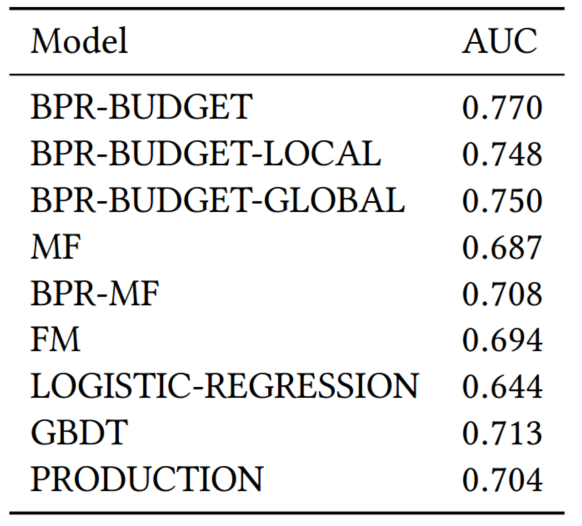 Model AUC
BPR-BUDGET 0.770
BPR-BUDGET-LOCAL 0.748
BPR-BUDGET-GLOBAL 0.750
MF 0.687
BPR-MF 0.708
FM 0.694
LOGISTIC-REGRESSION 0.644
GBDT 0.713
PRODUCTION 0.704